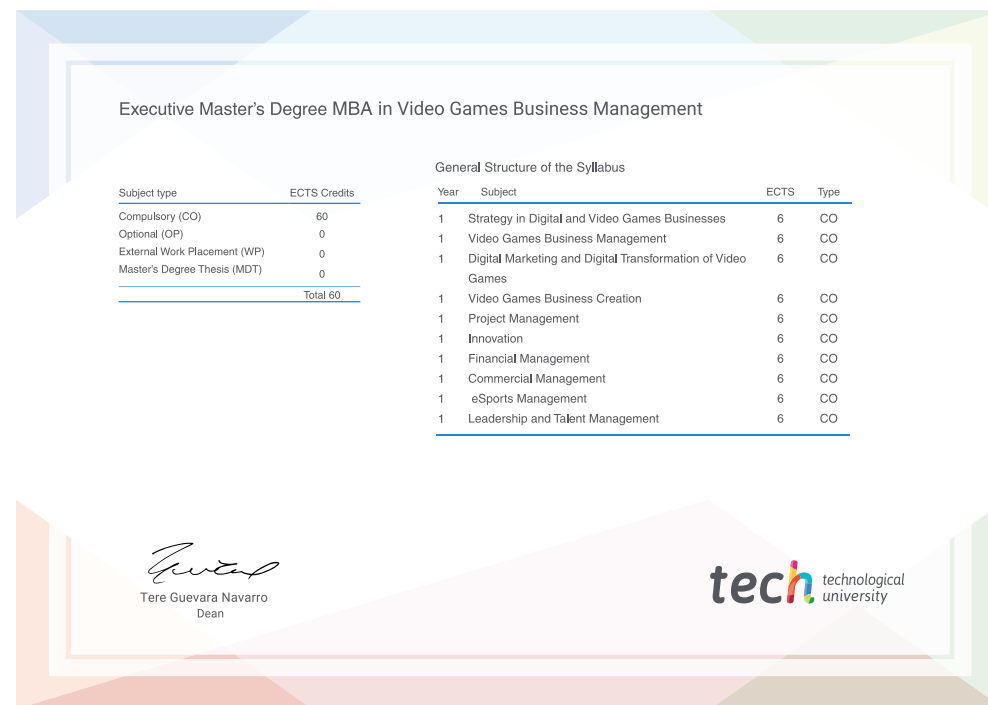 Executive Master's Degree MBA in Video Games Business Management
Subject type ECTS Credits
Compulsory (CO) 60
Optional (OP) 0
External Work Placement (WP) 0
Master's Degree Thesis (MDT) 0
Total 60
General Structure of the Syllabus
Year Subject ECTS Type
1 Strategy in Digital and Video Games Businesses 6 CO
1 Video Games Business Management 6 CO
1 Digital Marketing and Digital Transformation of Video 6 CO
Games
1 Video Games Business Creation 6 CO
1 Project Management 6 CO
1 Innovation 6 CO
1 Financial Management 6 CO
1 Commercial Management 6 CO
1 eSports Management 6 CO
1 Leadership and Talent Management 6 CO
Tere Guevara Navarro
Dean
tech technological
university